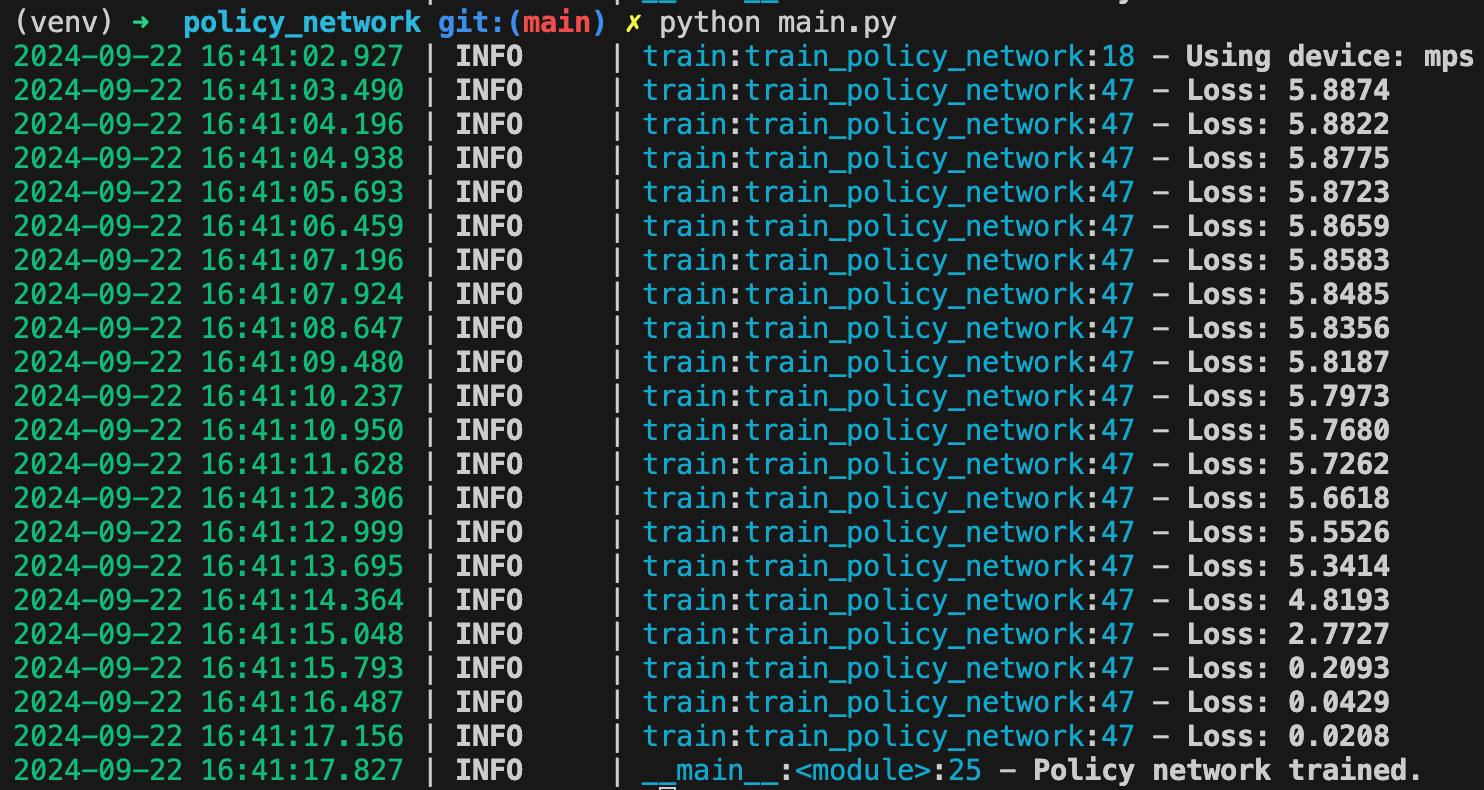 (venv) ➜  policy_network git:(main) ✗ python main.py
2024-09-22 16:41:02.927 | INFO     | train:train_policy_network:18 - Using device: mps
2024-09-22 16:41:03.490 | INFO     | train:train_policy_network:47 - Loss: 5.8874
2024-09-22 16:41:04.196 | INFO     | train:train_policy_network:47 - Loss: 5.8822
2024-09-22 16:41:04.938 | INFO     | train:train_policy_network:47 - Loss: 5.8775
2024-09-22 16:41:05.693 | INFO     | train:train_policy_network:47 - Loss: 5.8723
2024-09-22 16:41:06.459 | INFO     | train:train_policy_network:47 - Loss: 5.8659
2024-09-22 16:41:07.196 | INFO     | train:train_policy_network:47 - Loss: 5.8583
2024-09-22 16:41:07.924 | INFO     | train:train_policy_network:47 - Loss: 5.8485
2024-09-22 16:41:08.647 | INFO     | train:train_policy_network:47 - Loss: 5.8356
2024-09-22 16:41:09.480 | INFO     | train:train_policy_network:47 - Loss: 5.8187
2024-09-22 16:41:10.237 | INFO     | train:train_policy_network:47 - Loss: 5.7973
2024-09-22 16:41:10.950 | INFO     | train:train_policy_network:47 - Loss: 5.7680
2024-09-22 16:41:11.628 | INFO     | train:train_policy_network:47 - Loss: 5.7262
2024-09-22 16:41:12.306 | INFO     | train:train_policy_network:47 - Loss: 5.6618
2024-09-22 16:41:12.999 | INFO     | train:train_policy_network:47 - Loss: 5.5526
2024-09-22 16:41:13.695 | INFO     | train:train_policy_network:47 - Loss: 5.3414
2024-09-22 16:41:14.364 | INFO     | train:train_policy_network:47 - Loss: 4.8193
2024-09-22 16:41:15.048 | INFO     | train:train_policy_network:47 - Loss: 2.7727
2024-09-22 16:41:15.793 | INFO     | train:train_policy_network:47 - Loss: 0.2093
2024-09-22 16:41:16.487 | INFO     | train:train_policy_network:47 - Loss: 0.0429
2024-09-22 16:41:17.156 | INFO     | train:train_policy_network:47 - Loss: 0.0208
2024-09-22 16:41:17.827 | INFO     | __main__:<module>:25 - Policy network trained.